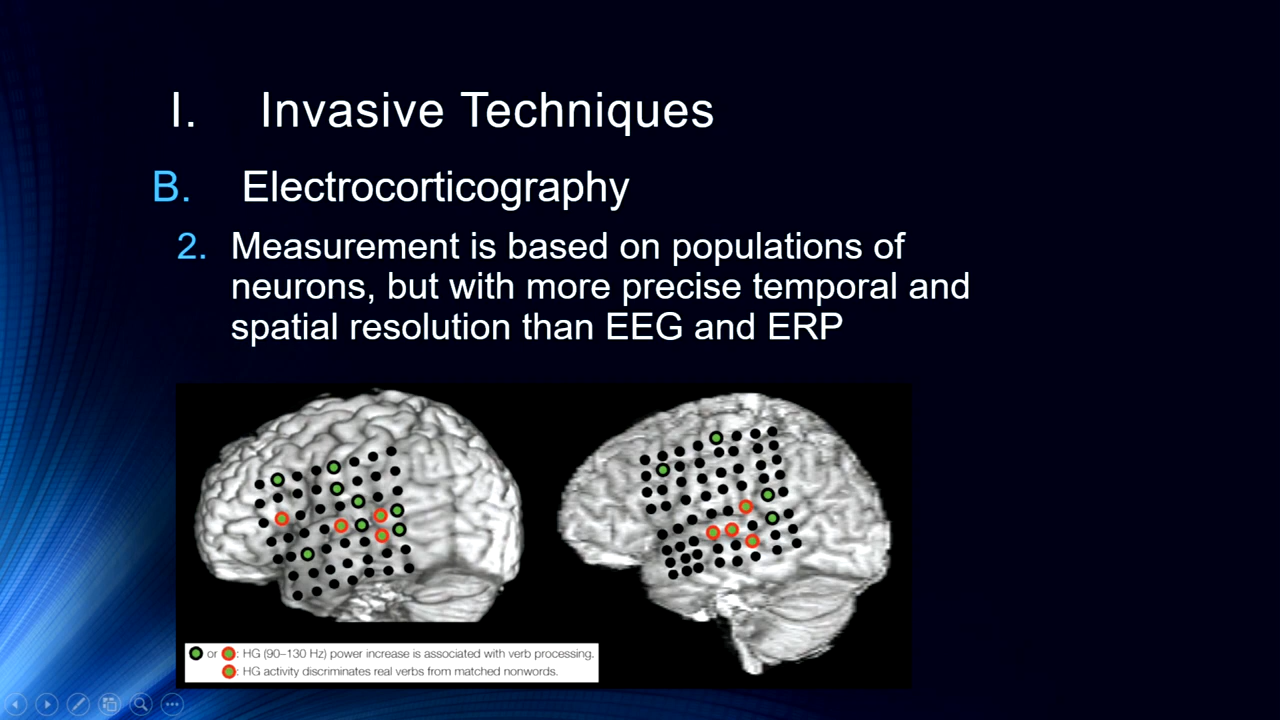 I. Invasive Techniques
B. Electrocorticography
2. Measurement is based on populations of
neurons, but with more precise temporal and
spatial resolution than EEG and ERP
or : HG (90–130 Hz) power increase is associated with verb processing.
: HG activity discriminates real verbs from matched nonwords.